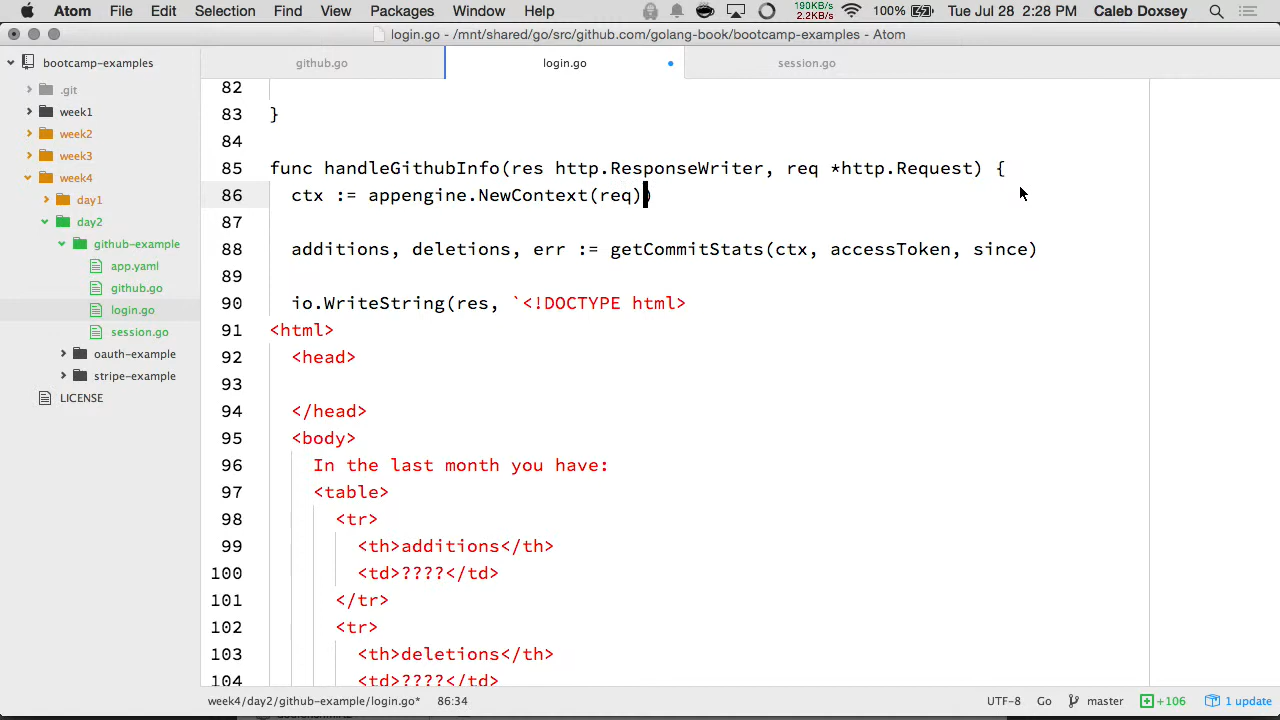 Atom File Edit Selection Find View Packages Window Help 190KB/s 2.2KB/s 100% Tue Jul 28 2:28 PM Caleb Doxsey
login.go - /mnt/shared/go/src/github.com/golang-book/bootcamp-examples - Atom
bootcamp-examples
.git
week1
week2
week3
week4
day1
day2
github-example
app.yaml
github.go
login.go
session.go
oauth-example
stripe-example
LICENSE
github.go login.go session.go
82
83 }
84
85 func handleGithubInfo(res http.ResponseWriter, req *http.Request) {
86 ctx := appengine.NewContext(req))
87
88 additions, deletions, err := getCommitStats(ctx, accessToken, since)
89
90 io.WriteString(res, `<!DOCTYPE html>
91 <html>
92 <head>
93
94 </head>
95 <body>
96 In the last month you have:
97 <table>
98 <tr>
99 <th>additions</th>
100 <td>????</td>
101 </tr>
102 <tr>
103 <th>deletions</th>
104 <td>????</td>
week4/day2/github-example/login.go* 86:34 UTF-8 Go master +106 1 update